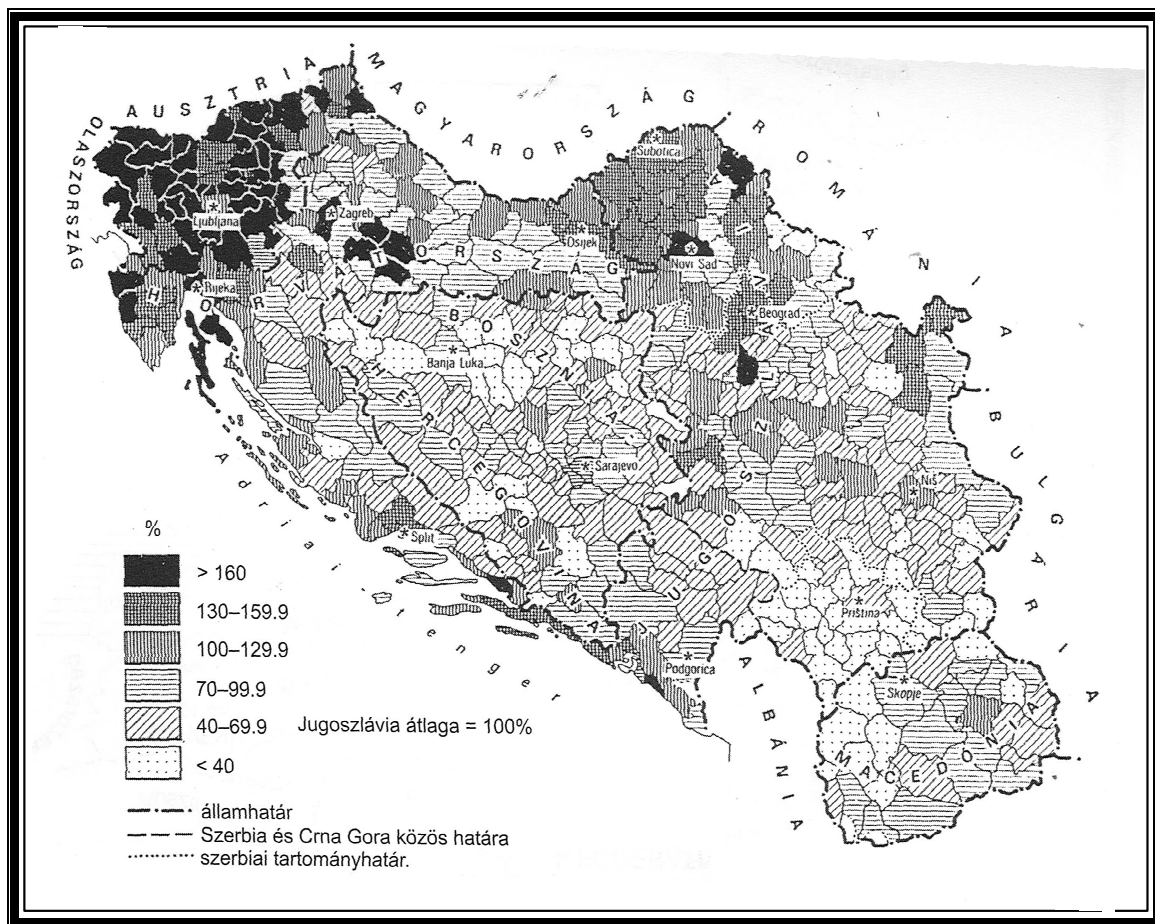 AUSZTRIA
MAGYARORSZÁG
OLASZORSZÁG
ROMÁNIA
BULGÁRIA
ALBÁNIA
Adriai tenger
HORVÁTORSZÁG
BOSZNIA-
HERCEGOVINA
JUGOSZLÁVIA
MACEDÓNIA
Subotica
Ljubljana
Zagreb
Osijek
Novi Sad
Rijeka
Beograd
Banja Luka
Sarajevo
Niš
Split
Priština
Podgorica
Skopje
%
> 160
130–159.9
100–129.9
70–99.9
40–69.9 Jugoszlávia átlaga = 100%
< 40
államhatár
Szerbia és Crna Gora közös határa
szerbiai tartományhatár.